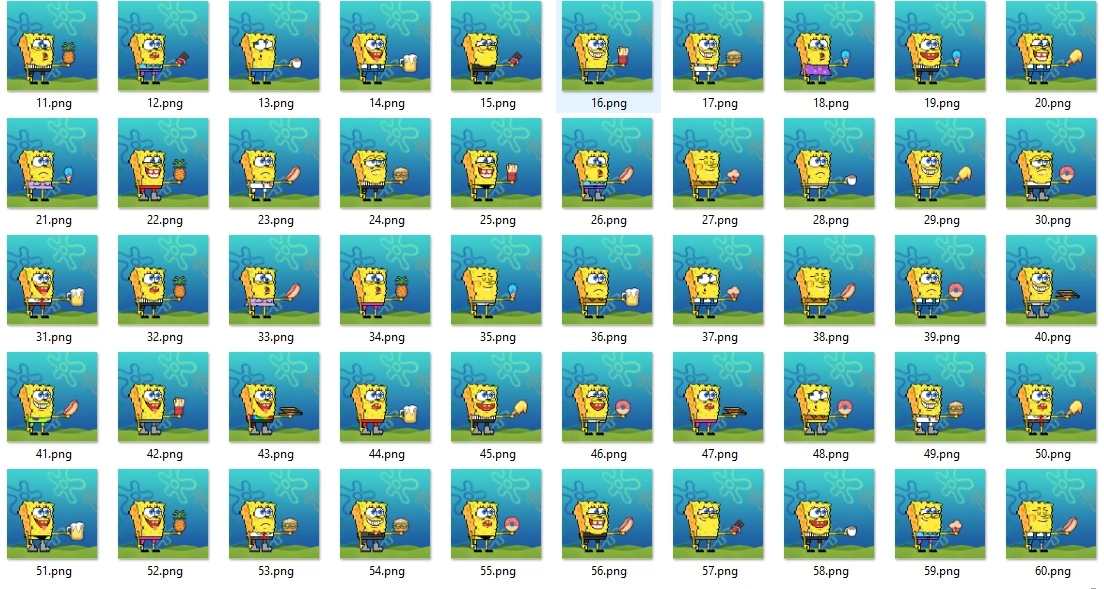 11.png 12.png 13.png 14.png 15.png 16.png 17.png 18.png 19.png 20.png
21.png 22.png 23.png 24.png 25.png 26.png 27.png 28.png 29.png 30.png
31.png 32.png 33.png 34.png 35.png 36.png 37.png 38.png 39.png 40.png
41.png 42.png 43.png 44.png 45.png 46.png 47.png 48.png 49.png 50.png
51.png 52.png 53.png 54.png 55.png 56.png 57.png 58.png 59.png 60.png